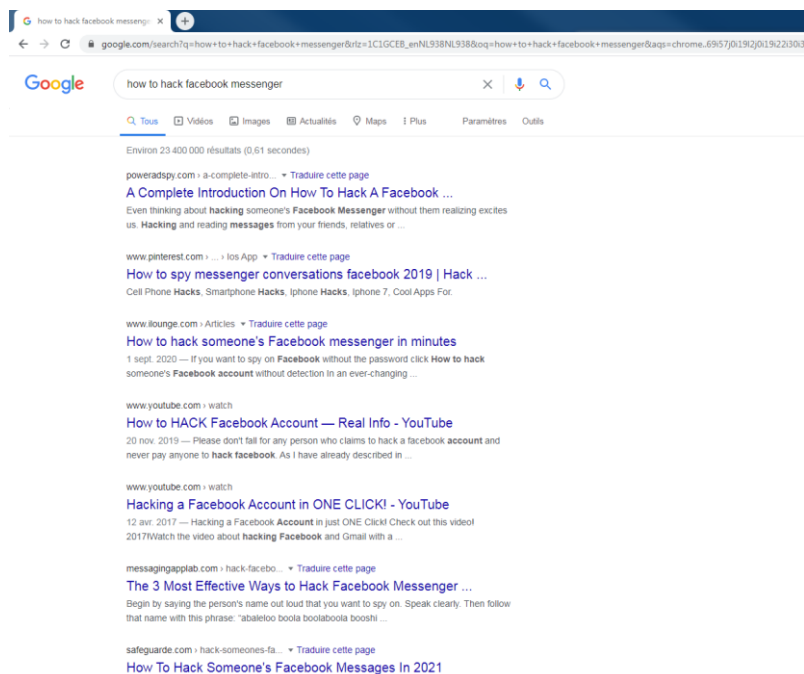 how to hack facebook messenge
google.com/search?q=how+to+hack+facebook+messenger&rlz=1C1GCEB_enNL938NL938&oq=how+to+hack+facebook+messenger&aqs=chrome..69i57j0i19l2j0i19i22i30i3
Google
how to hack facebook messenger
Tous Vidéos Images Actualités Maps Plus Paramètres Outils
Environ 23 400 000 résultats (0,61 secondes)
poweradspy.com › a-complete-intro... Traduire cette page
A Complete Introduction On How To Hack A Facebook ...
Even thinking about hacking someone's Facebook Messenger without them realizing excites
us. Hacking and reading messages from your friends, relatives or ...
www.pinterest.com › ... › Ios App Traduire cette page
How to spy messenger conversations facebook 2019 | Hack ...
Cell Phone Hacks, Smartphone Hacks, Iphone Hacks, Iphone 7, Cool Apps For.
www.ilounge.com › Articles Traduire cette page
How to hack someone's Facebook messenger in minutes
1 sept. 2020 — If you want to spy on Facebook without the password click How to hack
someone's Facebook account without detection In an ever-changing ...
www.youtube.com › watch
How to HACK Facebook Account — Real Info - YouTube
20 nov. 2019 — Please don't fall for any person who claims to hack a facebook account and
never pay anyone to hack facebook. As I have already described in ...
www.youtube.com › watch
Hacking a Facebook Account in ONE CLICK! - YouTube
12 avr. 2017 — Hacking a Facebook Account in just ONE Click! Check out this video!
2017!Watch the video about hacking Facebook and Gmail with a ...
messagingapplab.com › hack-facebo... Traduire cette page
The 3 Most Effective Ways to Hack Facebook Messenger ...
Begin by saying the person's name out loud that you want to spy on. Speak clearly. Then follow
that name with this phrase: "abaleloo boola boolaboola booshi ...
safeguarde.com › hack-someones-fa... Traduire cette page
How To Hack Someone's Facebook Messages In 2021